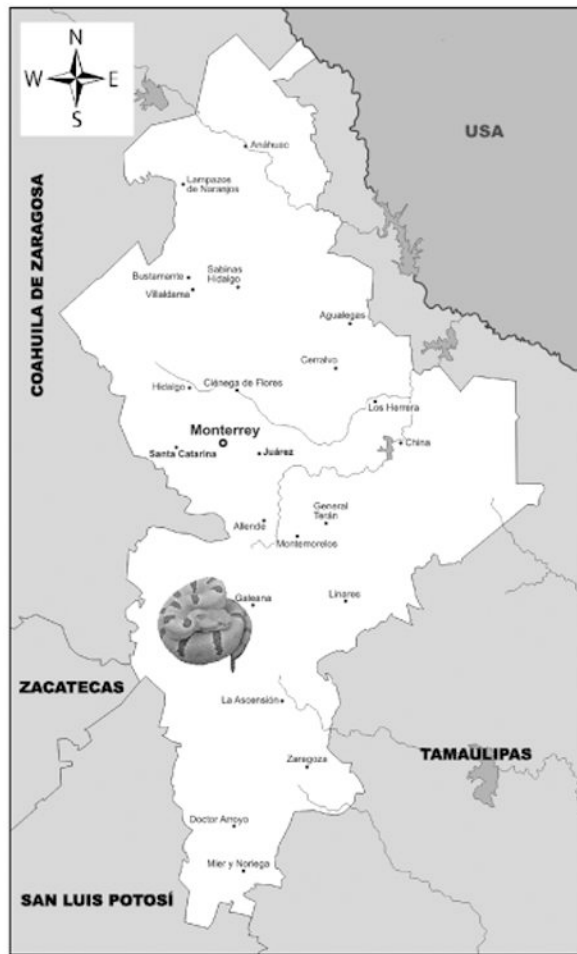 N
W E
S
USA
Anáhuac
Lampazos
de Naranjos
COAHUILA DE ZARAGOSA
Bustamente
Sabinas
Hidalgo
Villaldama
Agualegas
Cerralvo
Hidalgo
Ciénega de Flores
Los Herrera
Monterrey
China
Santa Catarina
Juárez
General
Terán
Allende
Montemorelos
Galeana
Linares
ZACATECAS
La Ascensión
TAMAULIPAS
Zaragoza
Doctor Arroyo
Mier y Noriega
SAN LUIS POTOSÍ